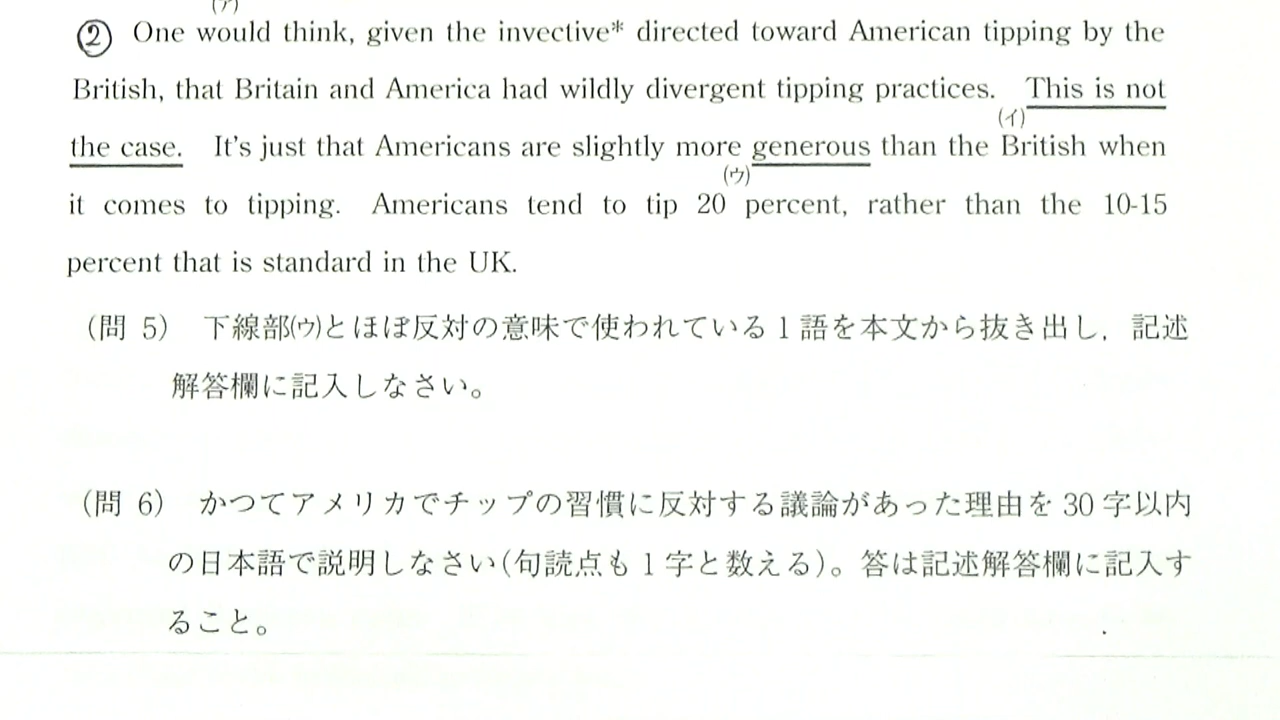 (ア)
② One would think, given the invective* directed toward American tipping by the
British, that Britain and America had wildly divergent tipping practices. This is not
(イ)
the case. It's just that Americans are slightly more generous than the British when
(ウ)
it comes to tipping. Americans tend to tip 20 percent, rather than the 10-15
percent that is standard in the UK.
(問 5) 下線部(ウ)とほぼ反対の意味で使われている 1 語を本文から抜き出し,記述
解答欄に記入しなさい。
(問 6) かつてアメリカでチップの習慣に反対する議論があった理由を 30 字以内
の日本語で説明しなさい(句読点も 1 字と数える)。答は記述解答欄に記入す
ること。